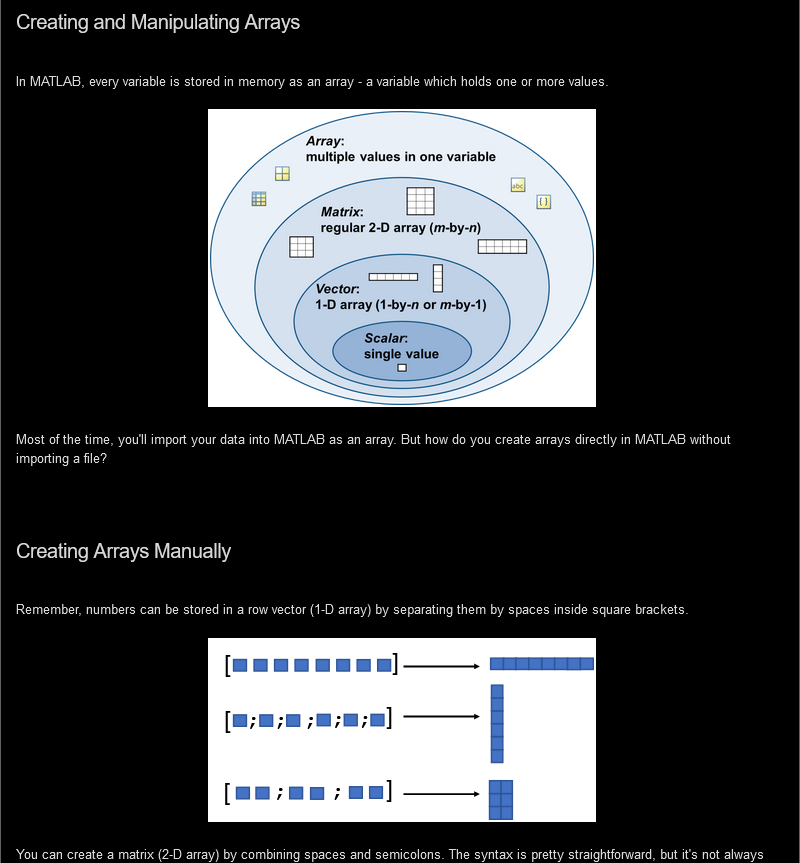 Creating and Manipulating Arrays
In MATLAB, every variable is stored in memory as an array - a variable which holds one or more values.
Array:
multiple values in one variable
abc
{ }
Matrix:
regular 2-D array (m-by-n)
Vector:
1-D array (1-by-n or m-by-1)
Scalar:
single value
Most of the time, you'll import your data into MATLAB as an array. But how do you create arrays directly in MATLAB without
importing a file?
Creating Arrays Manually
Remember, numbers can be stored in a row vector (1-D array) by separating them by spaces inside square brackets.
[ ]
[ ; ; ; ; ; ]
[ ; ; ]
You can create a matrix (2-D array) by combining spaces and semicolons. The syntax is pretty straightforward, but it's not always